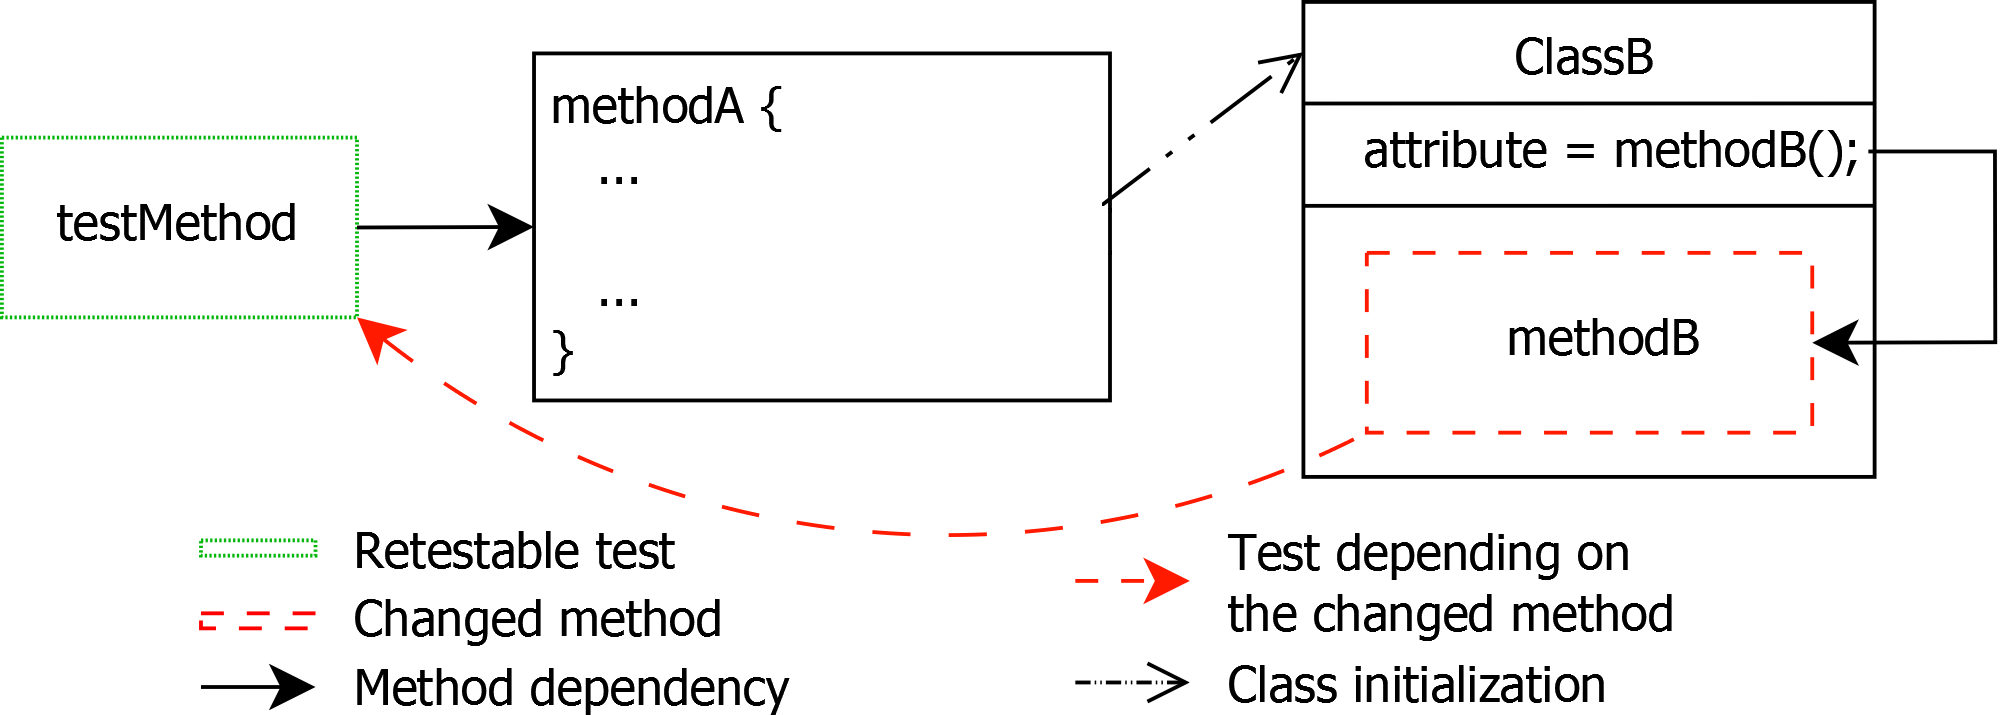 ClassB
methodA {
attribute = methodB();
...
testMethod
...
methodB
}
Retestable test
Changed method
Method dependency
Test depending on
the changed method
Class initialization